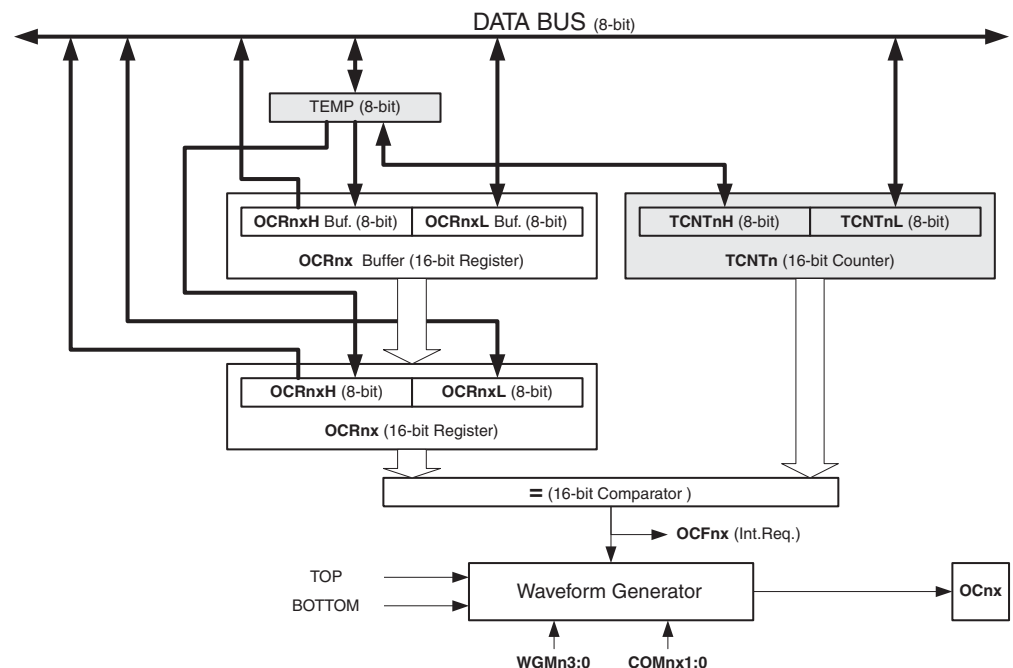 DATA BUS (8-bit)
TEMP (8-bit)
OCRnxH Buf. (8-bit) OCRnxL Buf. (8-bit)
OCRnx Buffer (16-bit Register)
TCNTnH (8-bit) TCNTnL (8-bit)
TCNTn (16-bit Counter)
OCRnxH (8-bit) OCRnxL (8-bit)
OCRnx (16-bit Register)
= (16-bit Comparator )
OCFnx (Int.Req.)
TOP
BOTTOM
Waveform Generator
OCnx
WGMn3:0 COMnx1:0